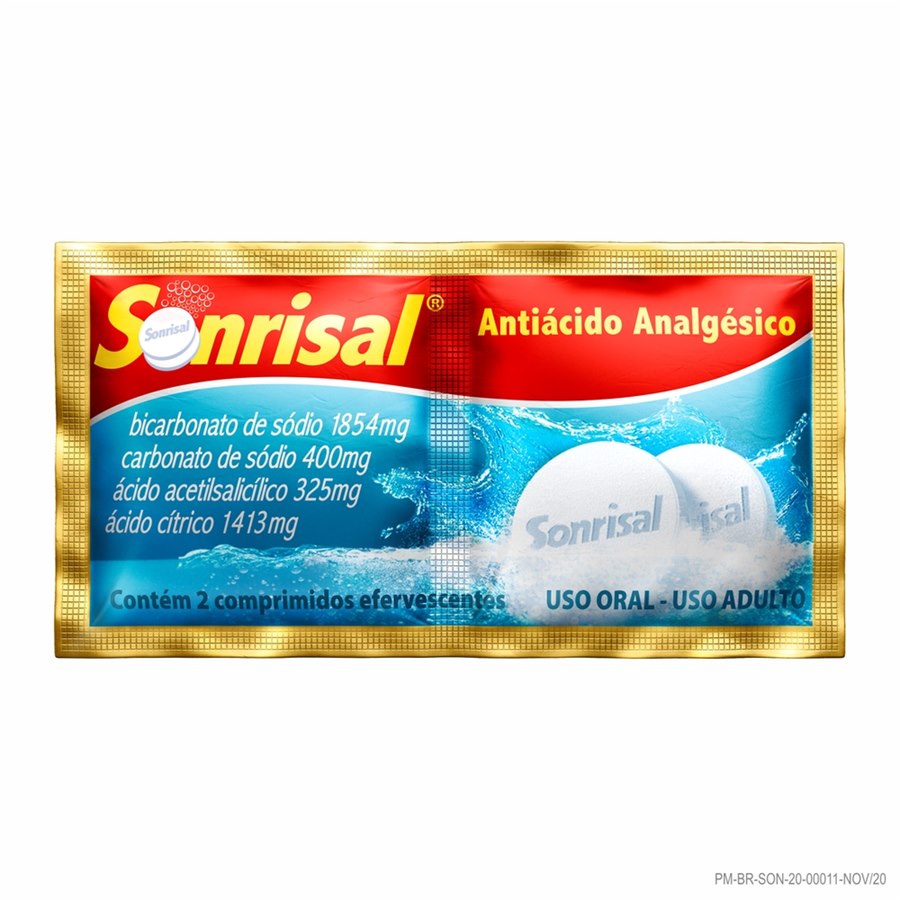 Sonrisal®
Sonrisal
Antiácido Analgésico
bicarbonato de sódio 1854mg
carbonato de sódio 400mg
ácido acetilsalicílico 325mg
ácido cítrico 1413mg
Sonrisal
isal
Contém 2 comprimidos efervescentes
USO ORAL - USO ADULTO
PM-BR-SON-20-00011-NOV/20